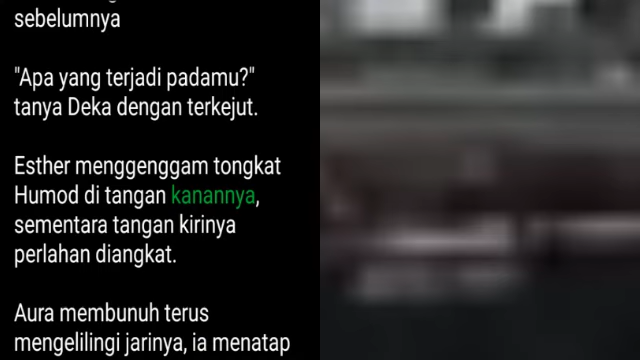 sebelumnya
"Apa yang terjadi padamu?"
tanya Deka dengan terkejut.
Esther menggenggam tongkat
Humod di tangan kanannya,
sementara tangan kirinya
perlahan diangkat.
Aura membunuh terus
mengelilingi jarinya, ia menatap